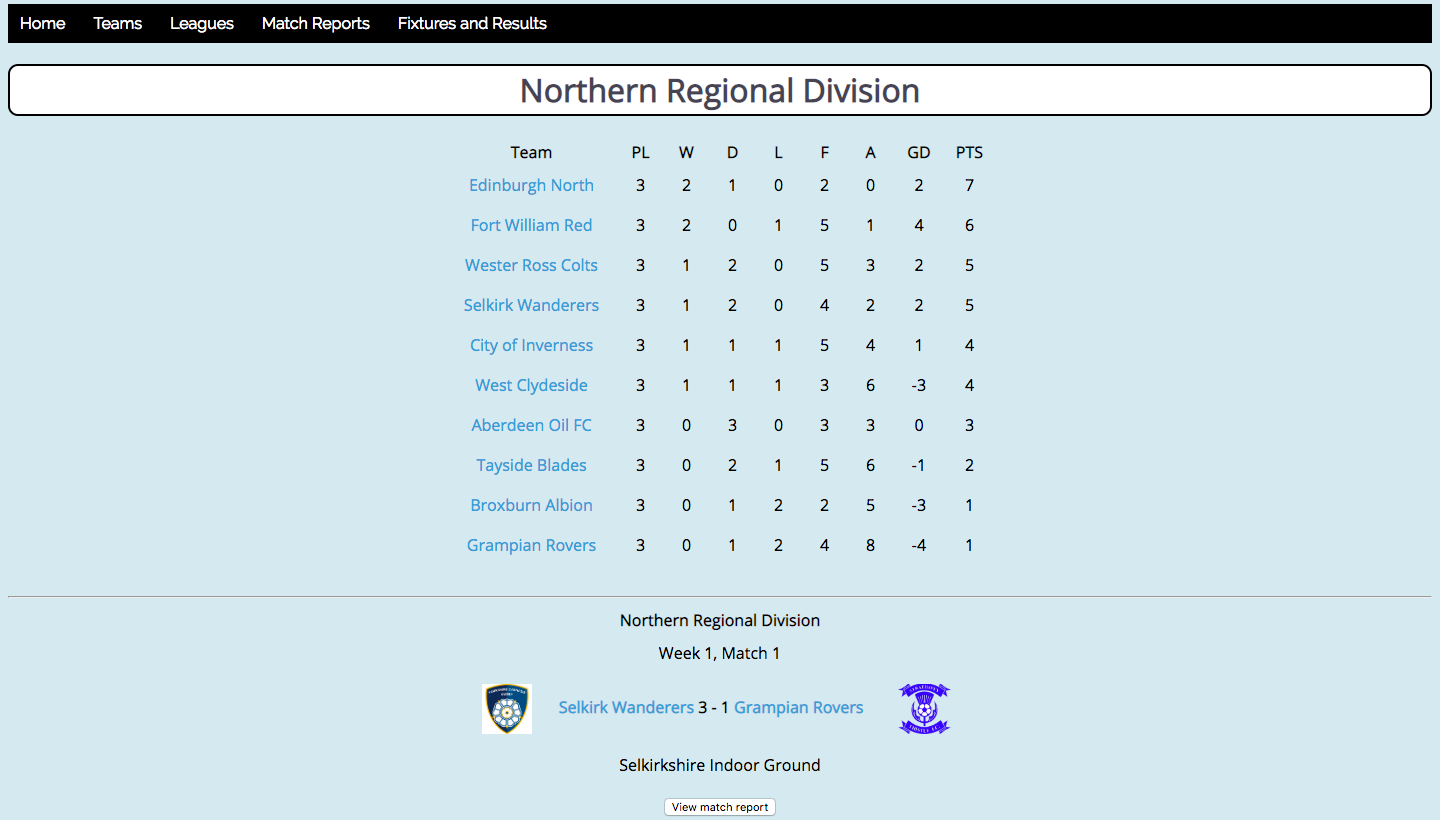 Home Teams Leagues Match Reports Fixtures and Results
Northern Regional Division
Team PL W D L F A GD PTS
Edinburgh North 3 2 1 0 2 0 2 7
Fort William Red 3 2 0 1 5 1 4 6
Wester Ross Colts 3 1 2 0 5 3 2 5
Selkirk Wanderers 3 1 2 0 4 2 2 5
City of Inverness 3 1 1 1 5 4 1 4
West Clydeside 3 1 1 1 3 6 -3 4
Aberdeen Oil FC 3 0 3 0 3 3 0 3
Tayside Blades 3 0 2 1 5 6 -1 2
Broxburn Albion 3 0 1 2 2 5 -3 1
Grampian Rovers 3 0 1 2 4 8 -4 1
Northern Regional Division
Week 1, Match 1
Selkirk Wanderers 3 - 1 Grampian Rovers
Selkirkshire Indoor Ground
View match report